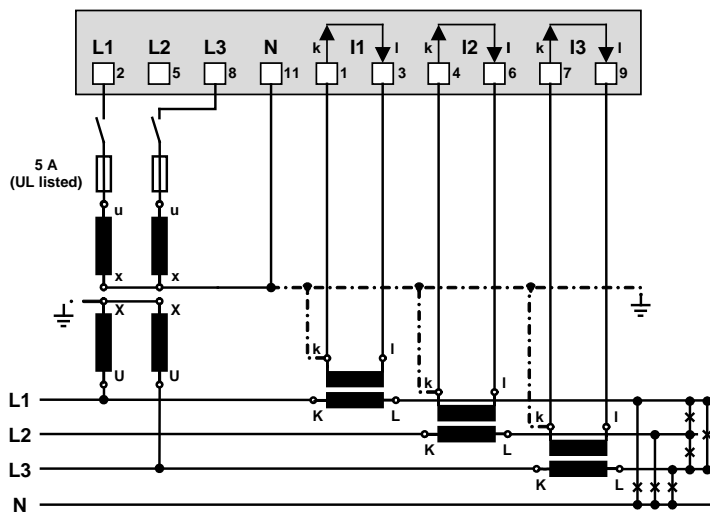 L1 L2 L3 N k I1 l k I2 l k I3 l
2 5 8 11 1 3 4 6 7 9
5 A
(UL listed)
u u
x x
X X
k l
U U
k l
L1 K L
k l
L2 K L
L3 K L
N